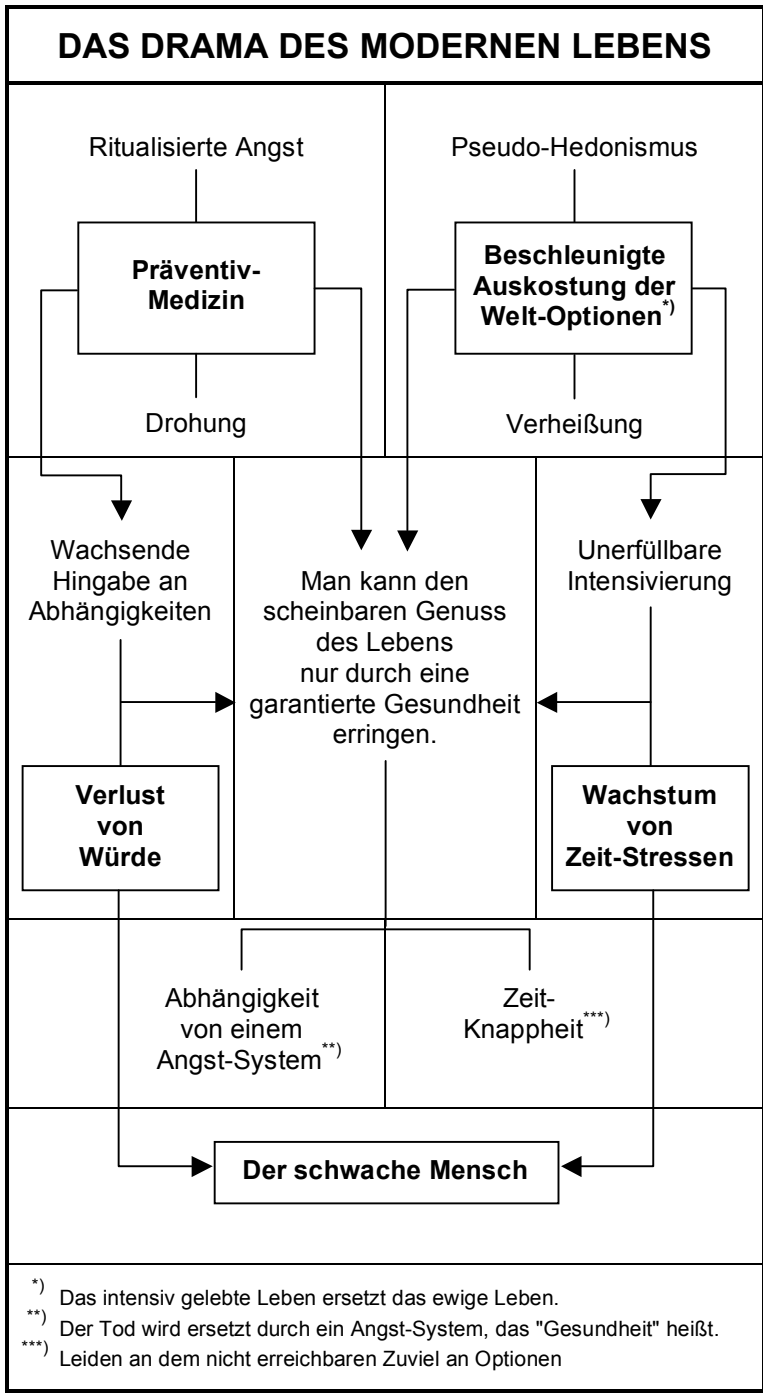 DAS DRAMA DES MODERNEN LEBENS
Ritualisierte Angst
Präventiv-
Medizin
Drohung
Pseudo-Hedonismus
Beschleunigte
Auskostung der
Welt-Optionen*)
Verheißung
Wachsende
Hingabe an
Abhängigkeiten
Man kann den
scheinbaren Genuss
des Lebens
nur durch eine
garantierte Gesundheit
erringen.
Unerfüllbare
Intensivierung
Verlust
von
Würde
Wachstum
von
Zeit-Stressen
Abhängigkeit
von einem
Angst-System**)
Zeit-
Knappheit***)
Der schwache Mensch
*) Das intensiv gelebte Leben ersetzt das ewige Leben.
**) Der Tod wird ersetzt durch ein Angst-System, das "Gesundheit" heißt.
***) Leiden an dem nicht erreichbaren Zuviel an Optionen